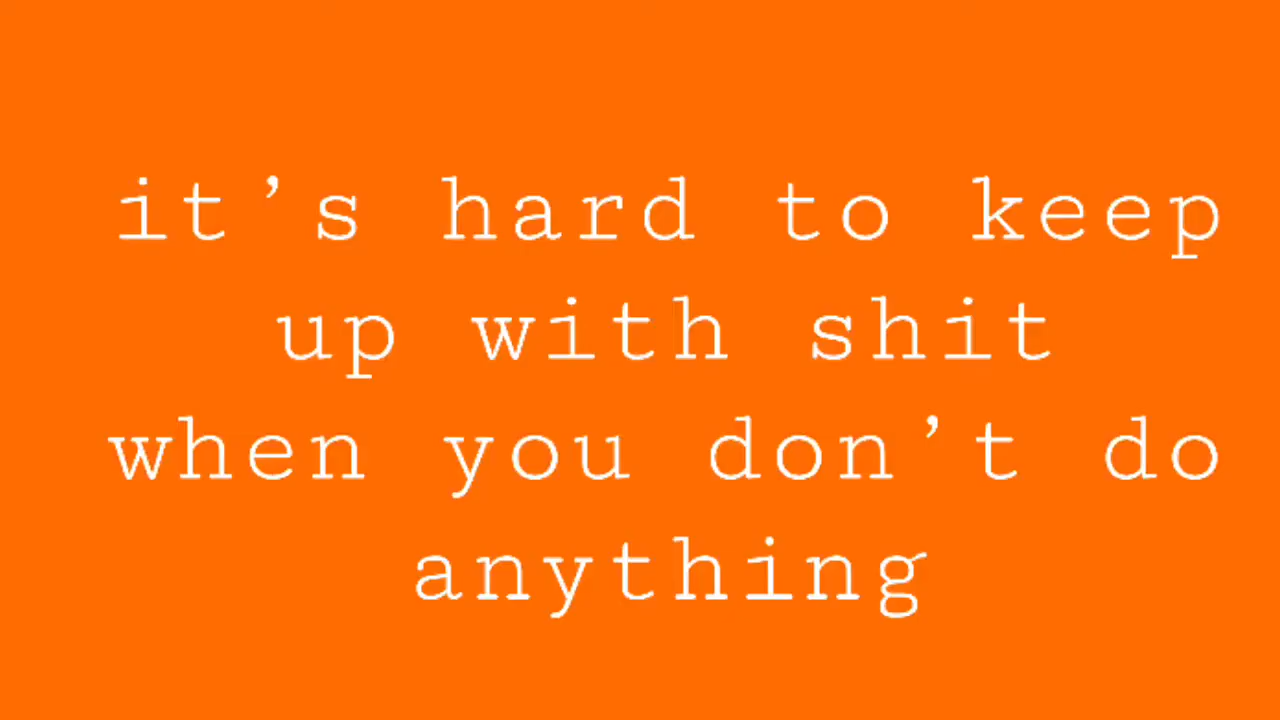 it’s hard to keep
up with shit
when you don’t do
anything